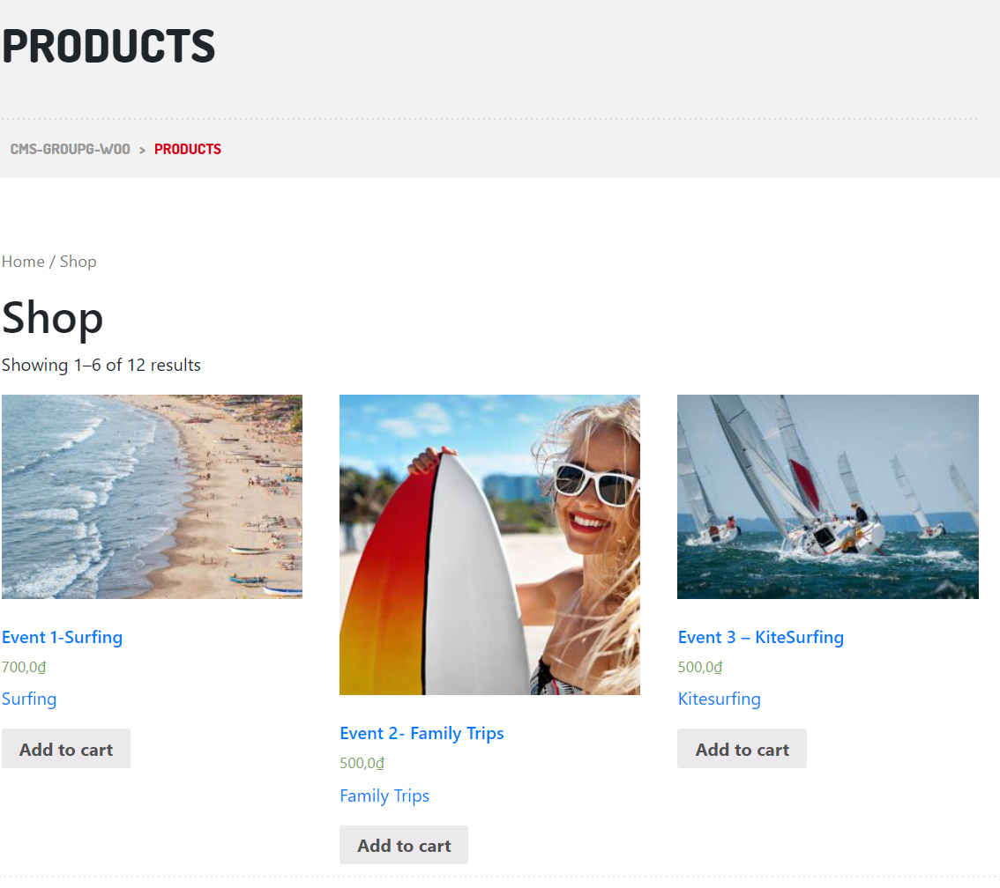 PRODUCTS
CMS-GROUPG-WOO > PRODUCTS
Home / Shop
Shop
Showing 1–6 of 12 results
Event 1-Surfing
700,0₫
Surfing
Add to cart
Event 2- Family Trips
500,0₫
Family Trips
Add to cart
Event 3 – KiteSurfing
500,0₫
Kitesurfing
Add to cart